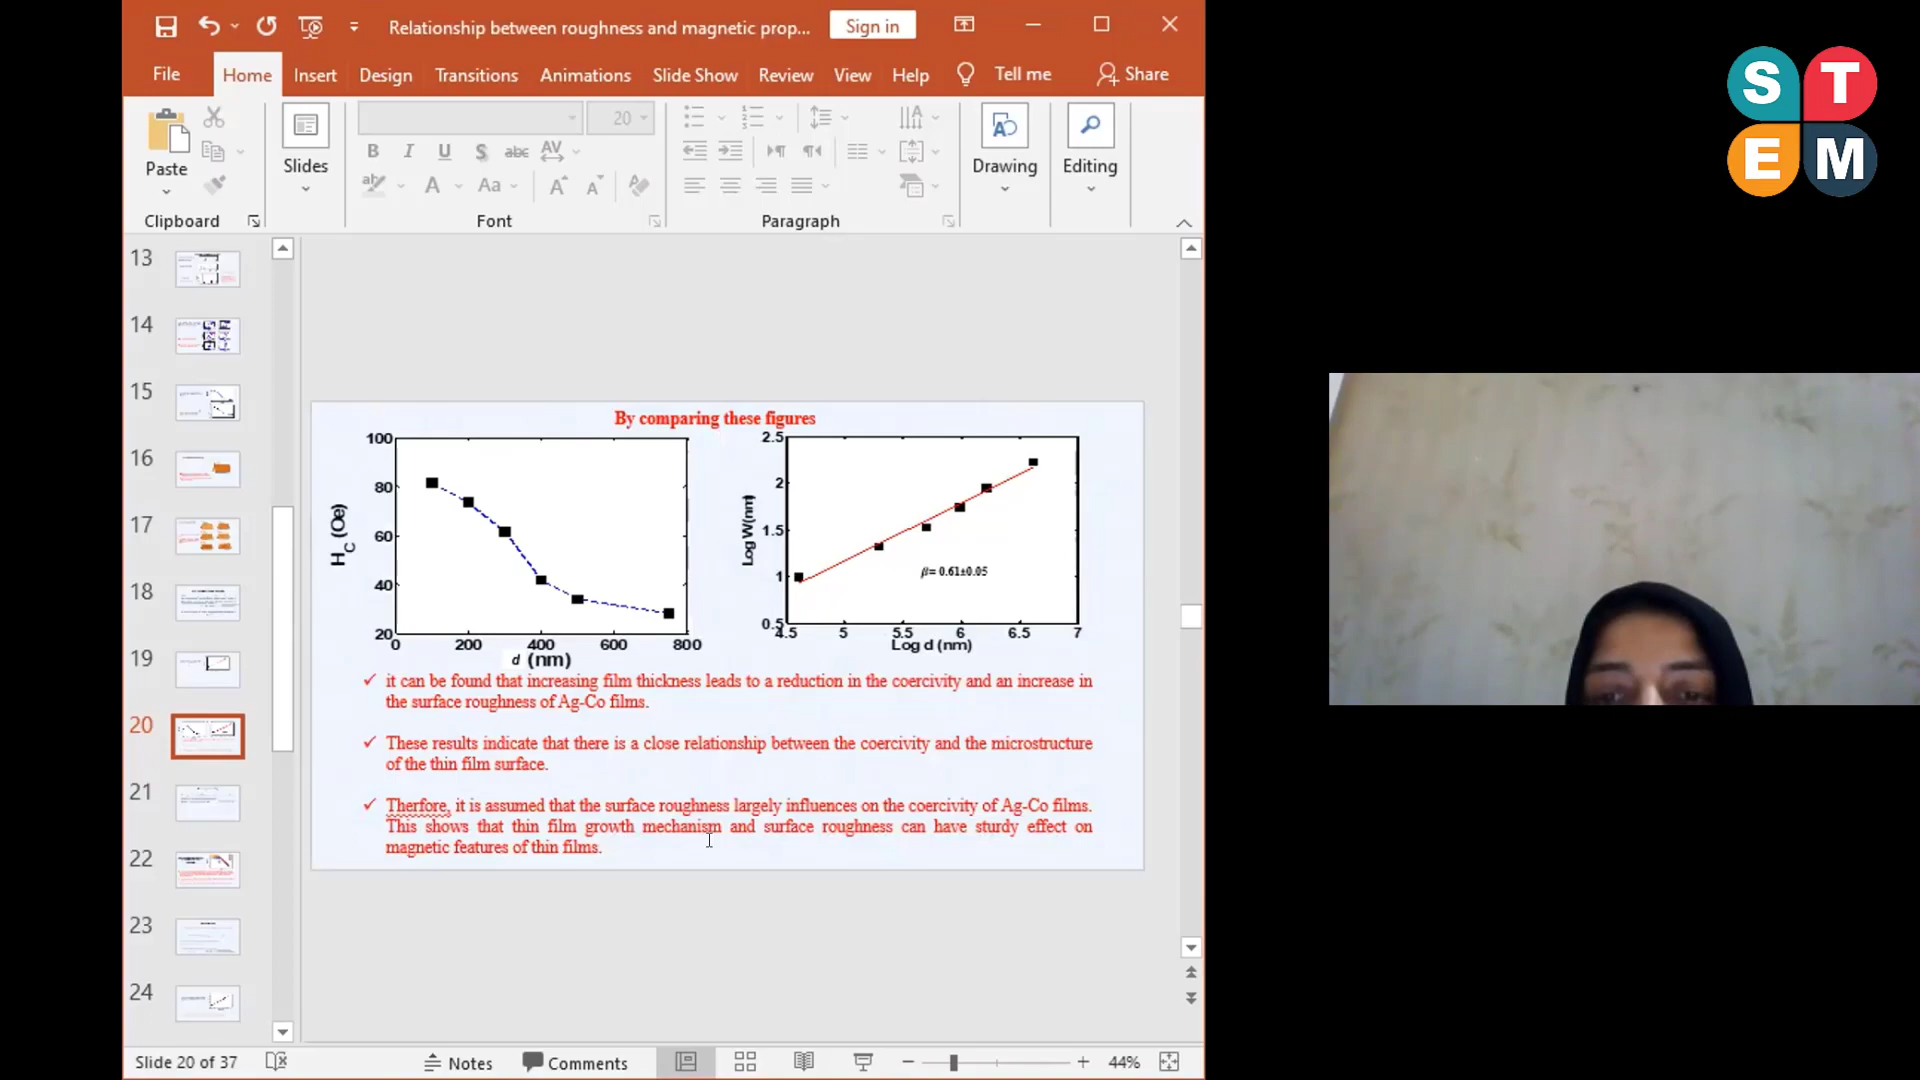 Relationship between roughness and magnetic prop...
Sign in
File
Home
Insert
Design
Transitions
Animations
Slide Show
Review
View
Help
Tell me
Share
Paste
Slides
20
B I U S abc AV
A Aa A A
Drawing
Editing
Clipboard
Font
Paragraph
13
14
15
16
17
18
19
20
21
22
23
24
By comparing these figures
100
80
60
40
20
HC (Oe)
0 200 400 600 800
d (nm)
2.5
2
1.5
1
0.5
Log W(nm)
β= 0.61±0.05
4.5 5 5.5 6 6.5 7
Log d (nm)
✓ it can be found that increasing film thickness leads to a reduction in the coercivity and an increase in
the surface roughness of Ag-Co films.
✓ These results indicate that there is a close relationship between the coercivity and the microstructure
of the thin film surface.
✓ Therfore, it is assumed that the surface roughness largely influences on the coercivity of Ag-Co films.
This shows that thin film growth mechanism and surface roughness can have sturdy effect on
magnetic features of thin films.
Slide 20 of 37
Notes
Comments
44%
S T
E M